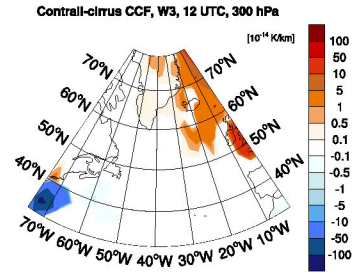 Contrail-cirrus CCF, W3, 12 UTC, 300 hPa
[10-14 K/km]
70°N 70°N
60°N 60°N
50°N 50°N
40°N 40°N
70°W 60°W 50°W 40°W 30°W 20°W 10°W
100
50
10
5
1
0.5
0.1
-0.1
-0.5
-1
-5
-10
-50
-100